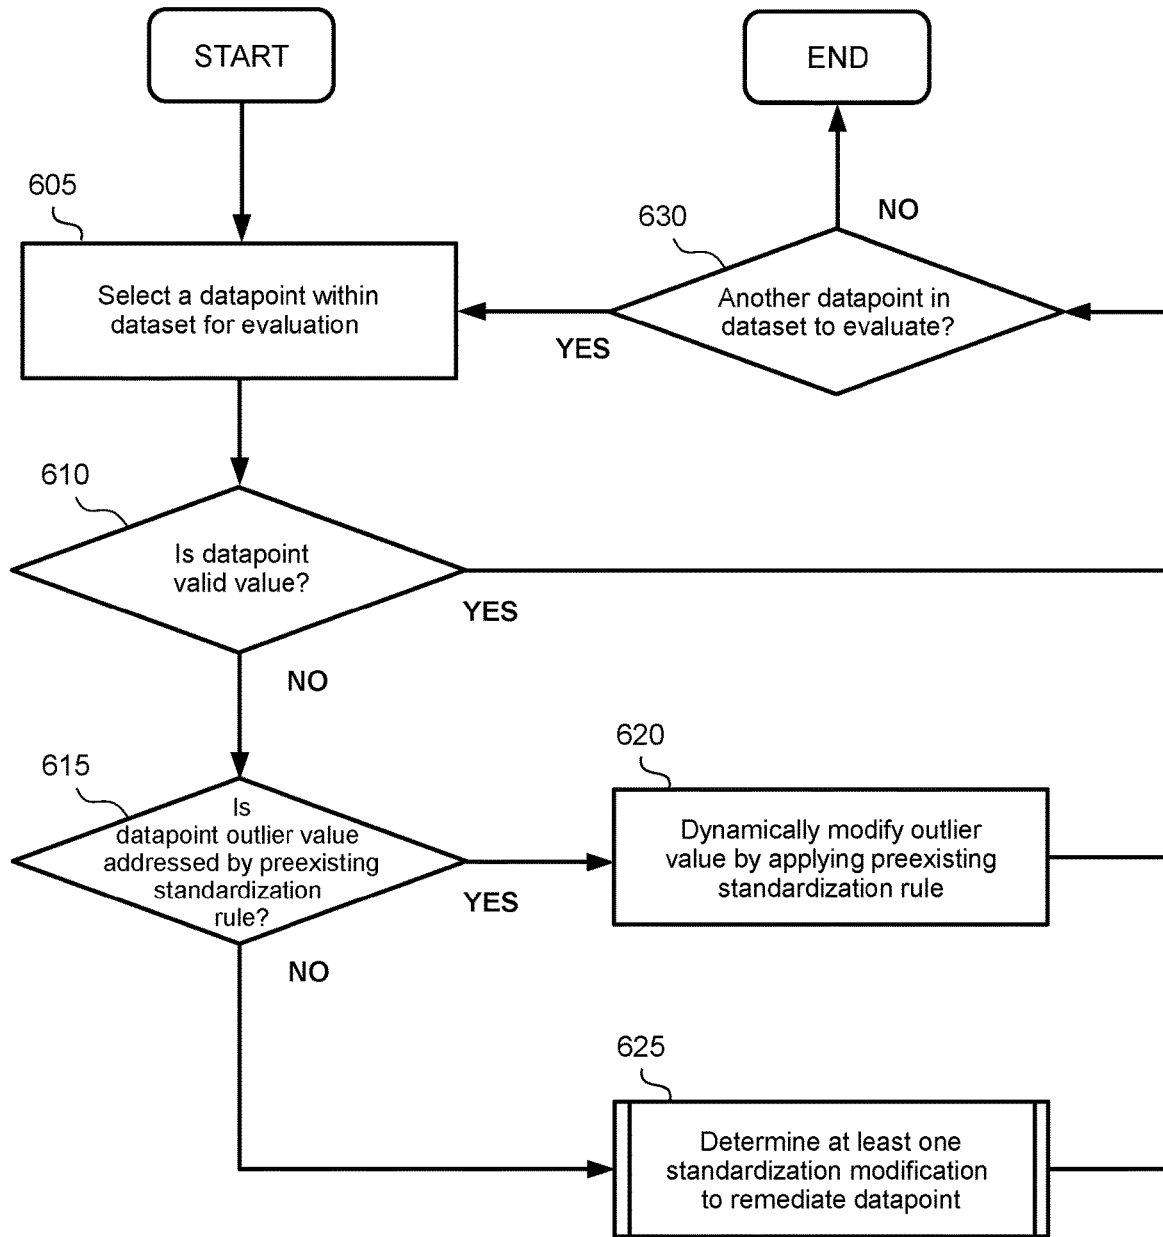 START
END
605
Select a datapoint within
dataset for evaluation
630
NO
Another datapoint in
dataset to evaluate?
YES
610
Is datapoint
valid value?
YES
NO
615
Is
datapoint outlier value
addressed by preexisting
standardization
rule?
YES
NO
620
Dynamically modify outlier
value by applying preexisting
standardization rule
625
Determine at least one
standardization modification
to remediate datapoint